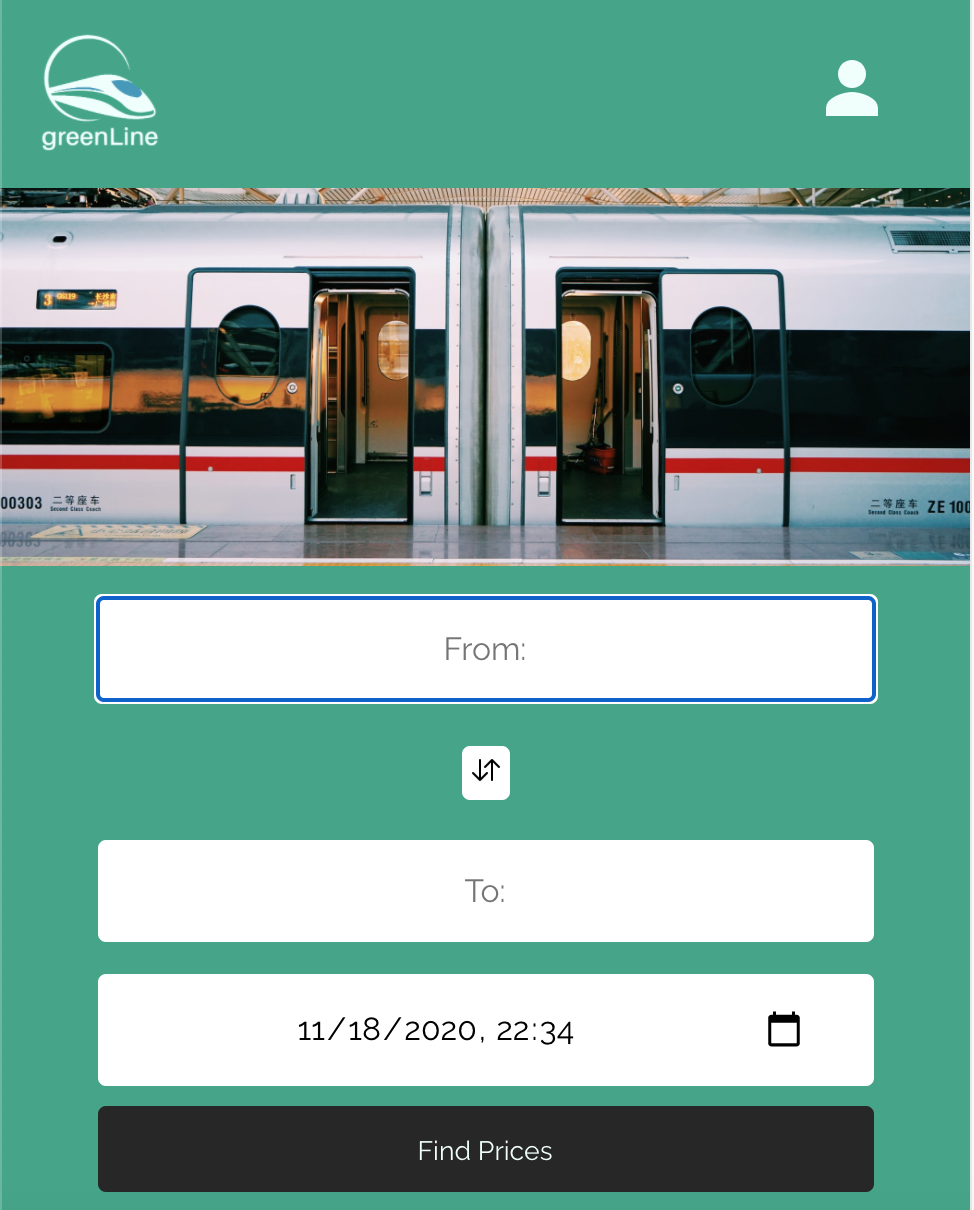 greenLine
3
00303
二等座车
Second Class Coach
二等座车
Second Class Coach
ZE 100
From:
To:
11/18/2020, 22:34
Find Prices